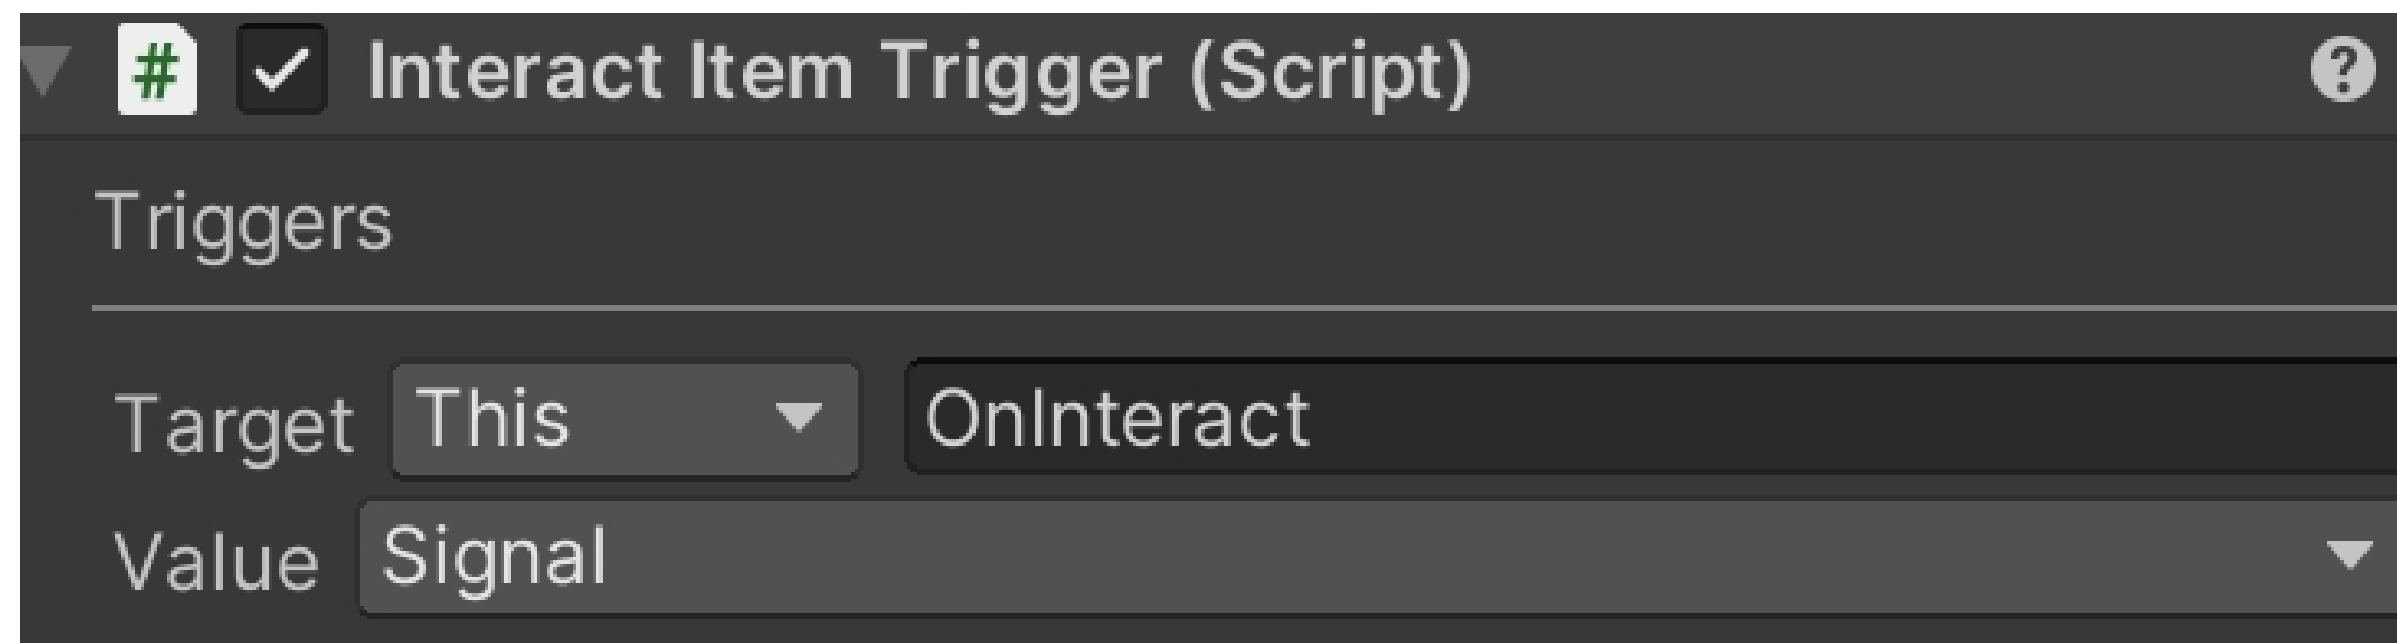 # Interact Item Trigger (Script) ?
Triggers
Target This OnInteract
Value Signal